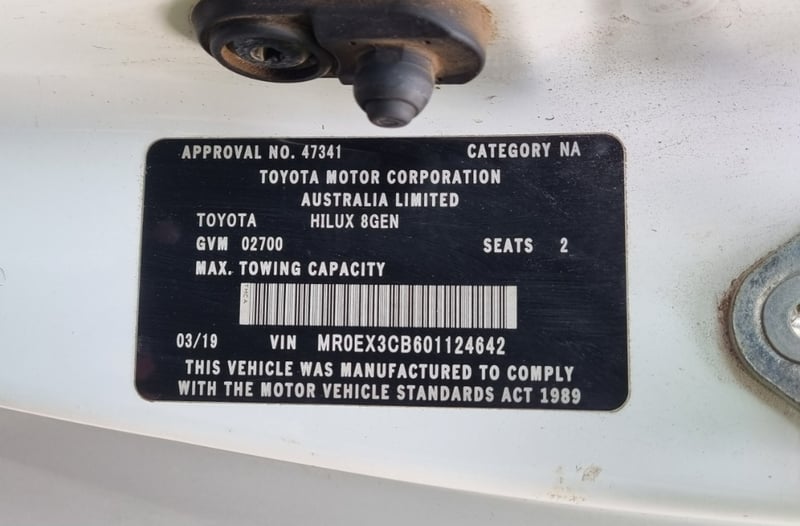 APPROVAL NO. 47341 CATEGORY NA
TOYOTA MOTOR CORPORATION
AUSTRALIA LIMITED
TOYOTA HILUX 8GEN
GVM 02700 SEATS 2
MAX. TOWING CAPACITY
TMCA
03/19 VIN MR0EX3CB601124642
THIS VEHICLE WAS MANUFACTURED TO COMPLY
WITH THE MOTOR VEHICLE STANDARDS ACT 1989